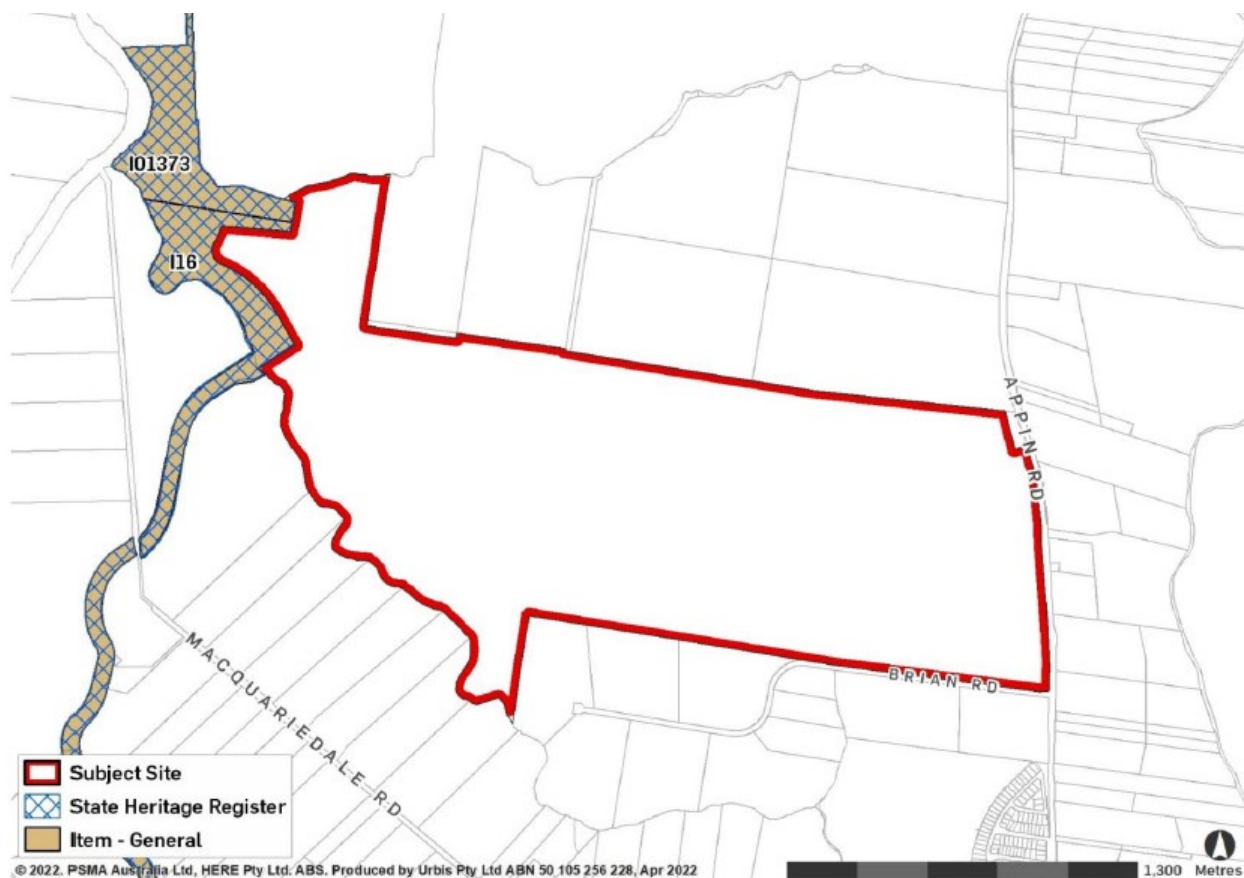 I01373
I16
APPIN RD
BRIAN RD
MACQUARIEDALE RD
Subject Site
State Heritage Register
Item - General
© 2022. PSMA Australia Ltd, HERE Pty Ltd. ABS. Produced by Urbis Pty Ltd ABN 50 105 256 228, Apr 2022
1,300 Metres